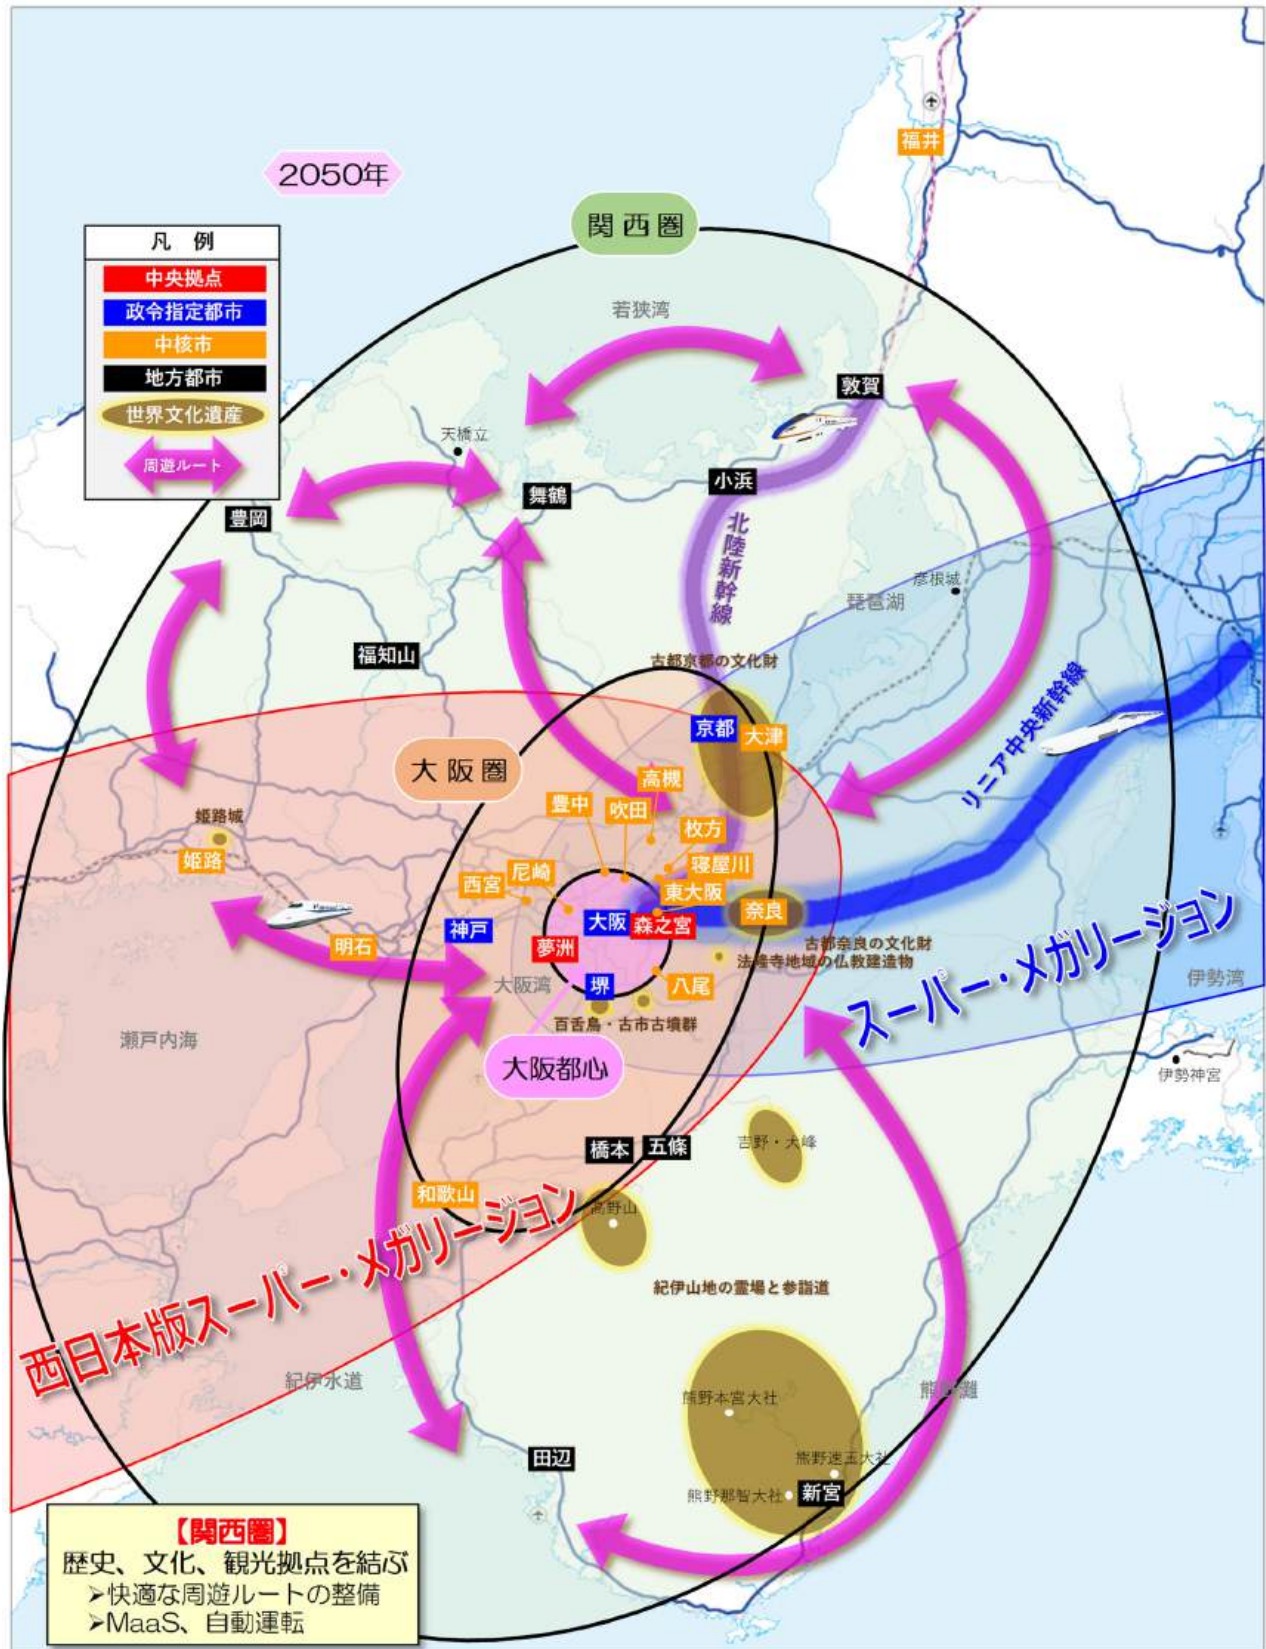 福井
2050年
関西圏
凡 例
中央拠点
政令指定都市
中核市
地方都市
世界文化遺産
周遊ルート
若狭湾
敦賀
天橋立
小浜
舞鶴
豊岡
北陸新幹線
彦根城
琵琶湖
福知山
古都京都の文化財
京都
大津
リニア中央新幹線
大阪圏
高槻
豊中
吹田
姫路城
枚方
姫路
寝屋川
尼崎
西宮
東大阪
奈良
大阪
森之宮
神戸
夢洲
明石
古都奈良の文化財
法隆寺地域の仏教建造物
スーパー・メガリージョン
伊勢湾
大阪湾
堺
八尾
百舌鳥・古市古墳群
瀬戸内海
大阪都心
伊勢神宮
橋本
五條
吉野・大峰
和歌山
高野山
西日本版スーパー・メガリージョン
紀伊山地の霊場と参詣道
紀伊水道
熊野灘
熊野本宮大社
田辺
熊野速玉大社
熊野那智大社
新宮
【関西圏】
歴史、文化、観光拠点を結ぶ
➢快適な周遊ルートの整備
➢MaaS、自動運転